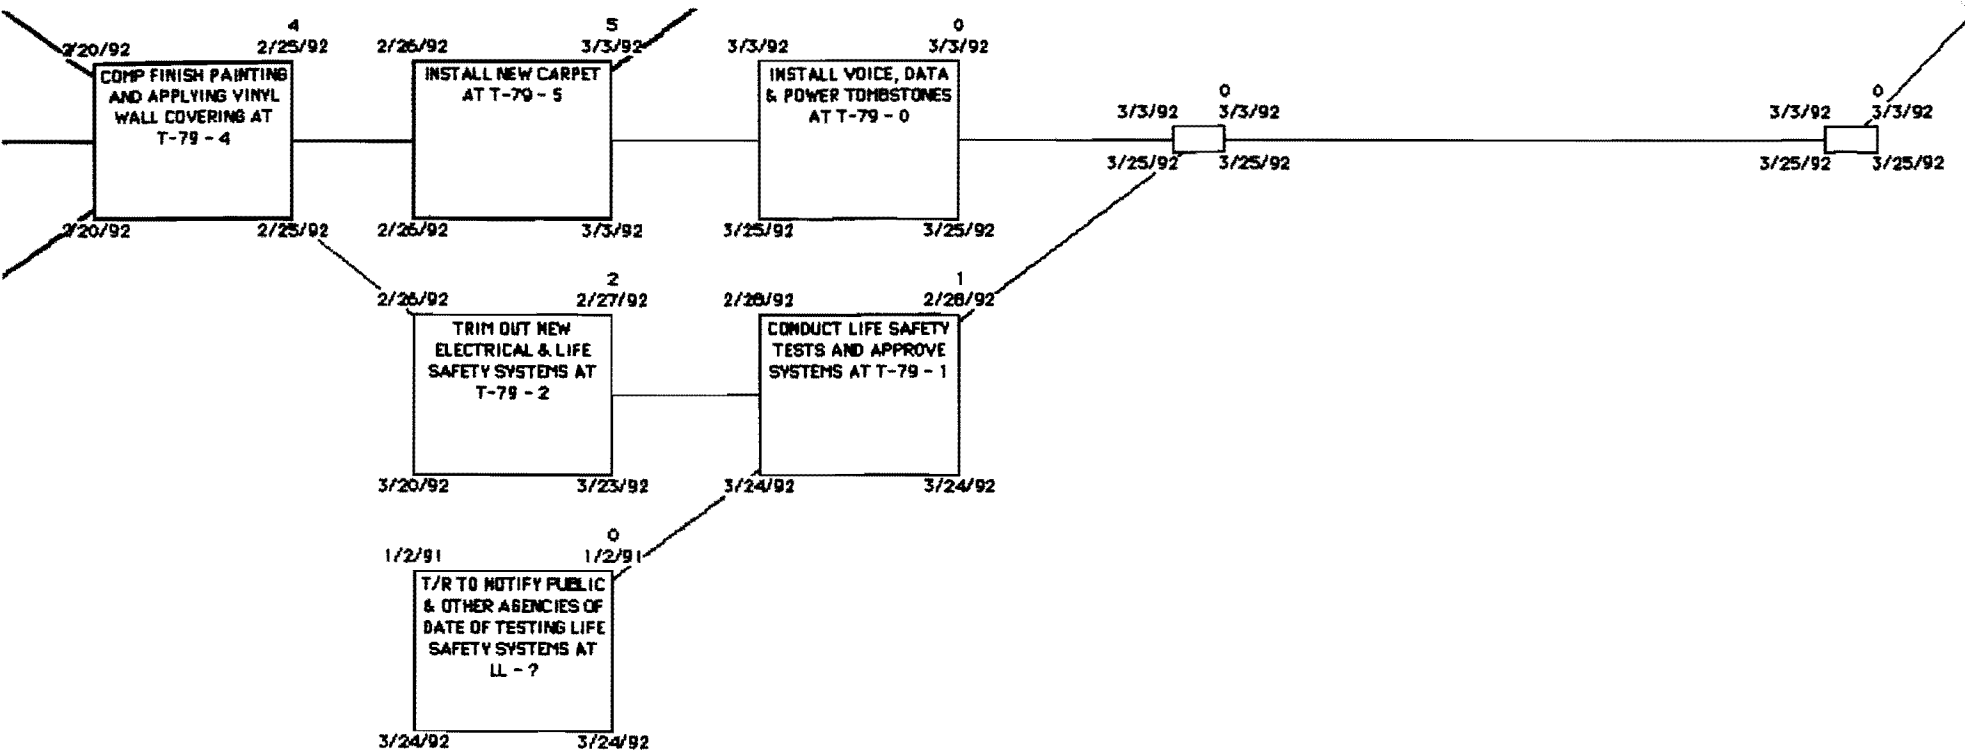 4
2/20/92 2/25/92
COMP FINISH PAINTING
AND APPLYING VINYL
WALL COVERING AT
T-79 - 4
2/20/92 2/25/92
5
2/26/92 3/3/92
INSTALL NEW CARPET
AT T-79 - 5
2/26/92 3/3/92
0
3/3/92 3/3/92
INSTALL VOICE, DATA
& POWER TOMBSTONES
AT T-79 - 0
3/25/92 3/25/92
0
3/3/92 3/3/92
3/25/92 3/25/92
0
3/3/92 3/3/92
3/25/92 3/25/92
2
2/26/92 2/27/92
TRIM OUT NEW
ELECTRICAL & LIFE
SAFETY SYSTEMS AT
T-79 - 2
3/20/92 3/23/92
1
2/28/92 2/28/92
CONDUCT LIFE SAFETY
TESTS AND APPROVE
SYSTEMS AT T-79 - 1
3/24/92 3/24/92
0
1/2/91 1/2/91
T/R TO NOTIFY PUBLIC
& OTHER AGENCIES OF
DATE OF TESTING LIFE
SAFETY SYSTEMS AT
LL - ?
3/24/92 3/24/92